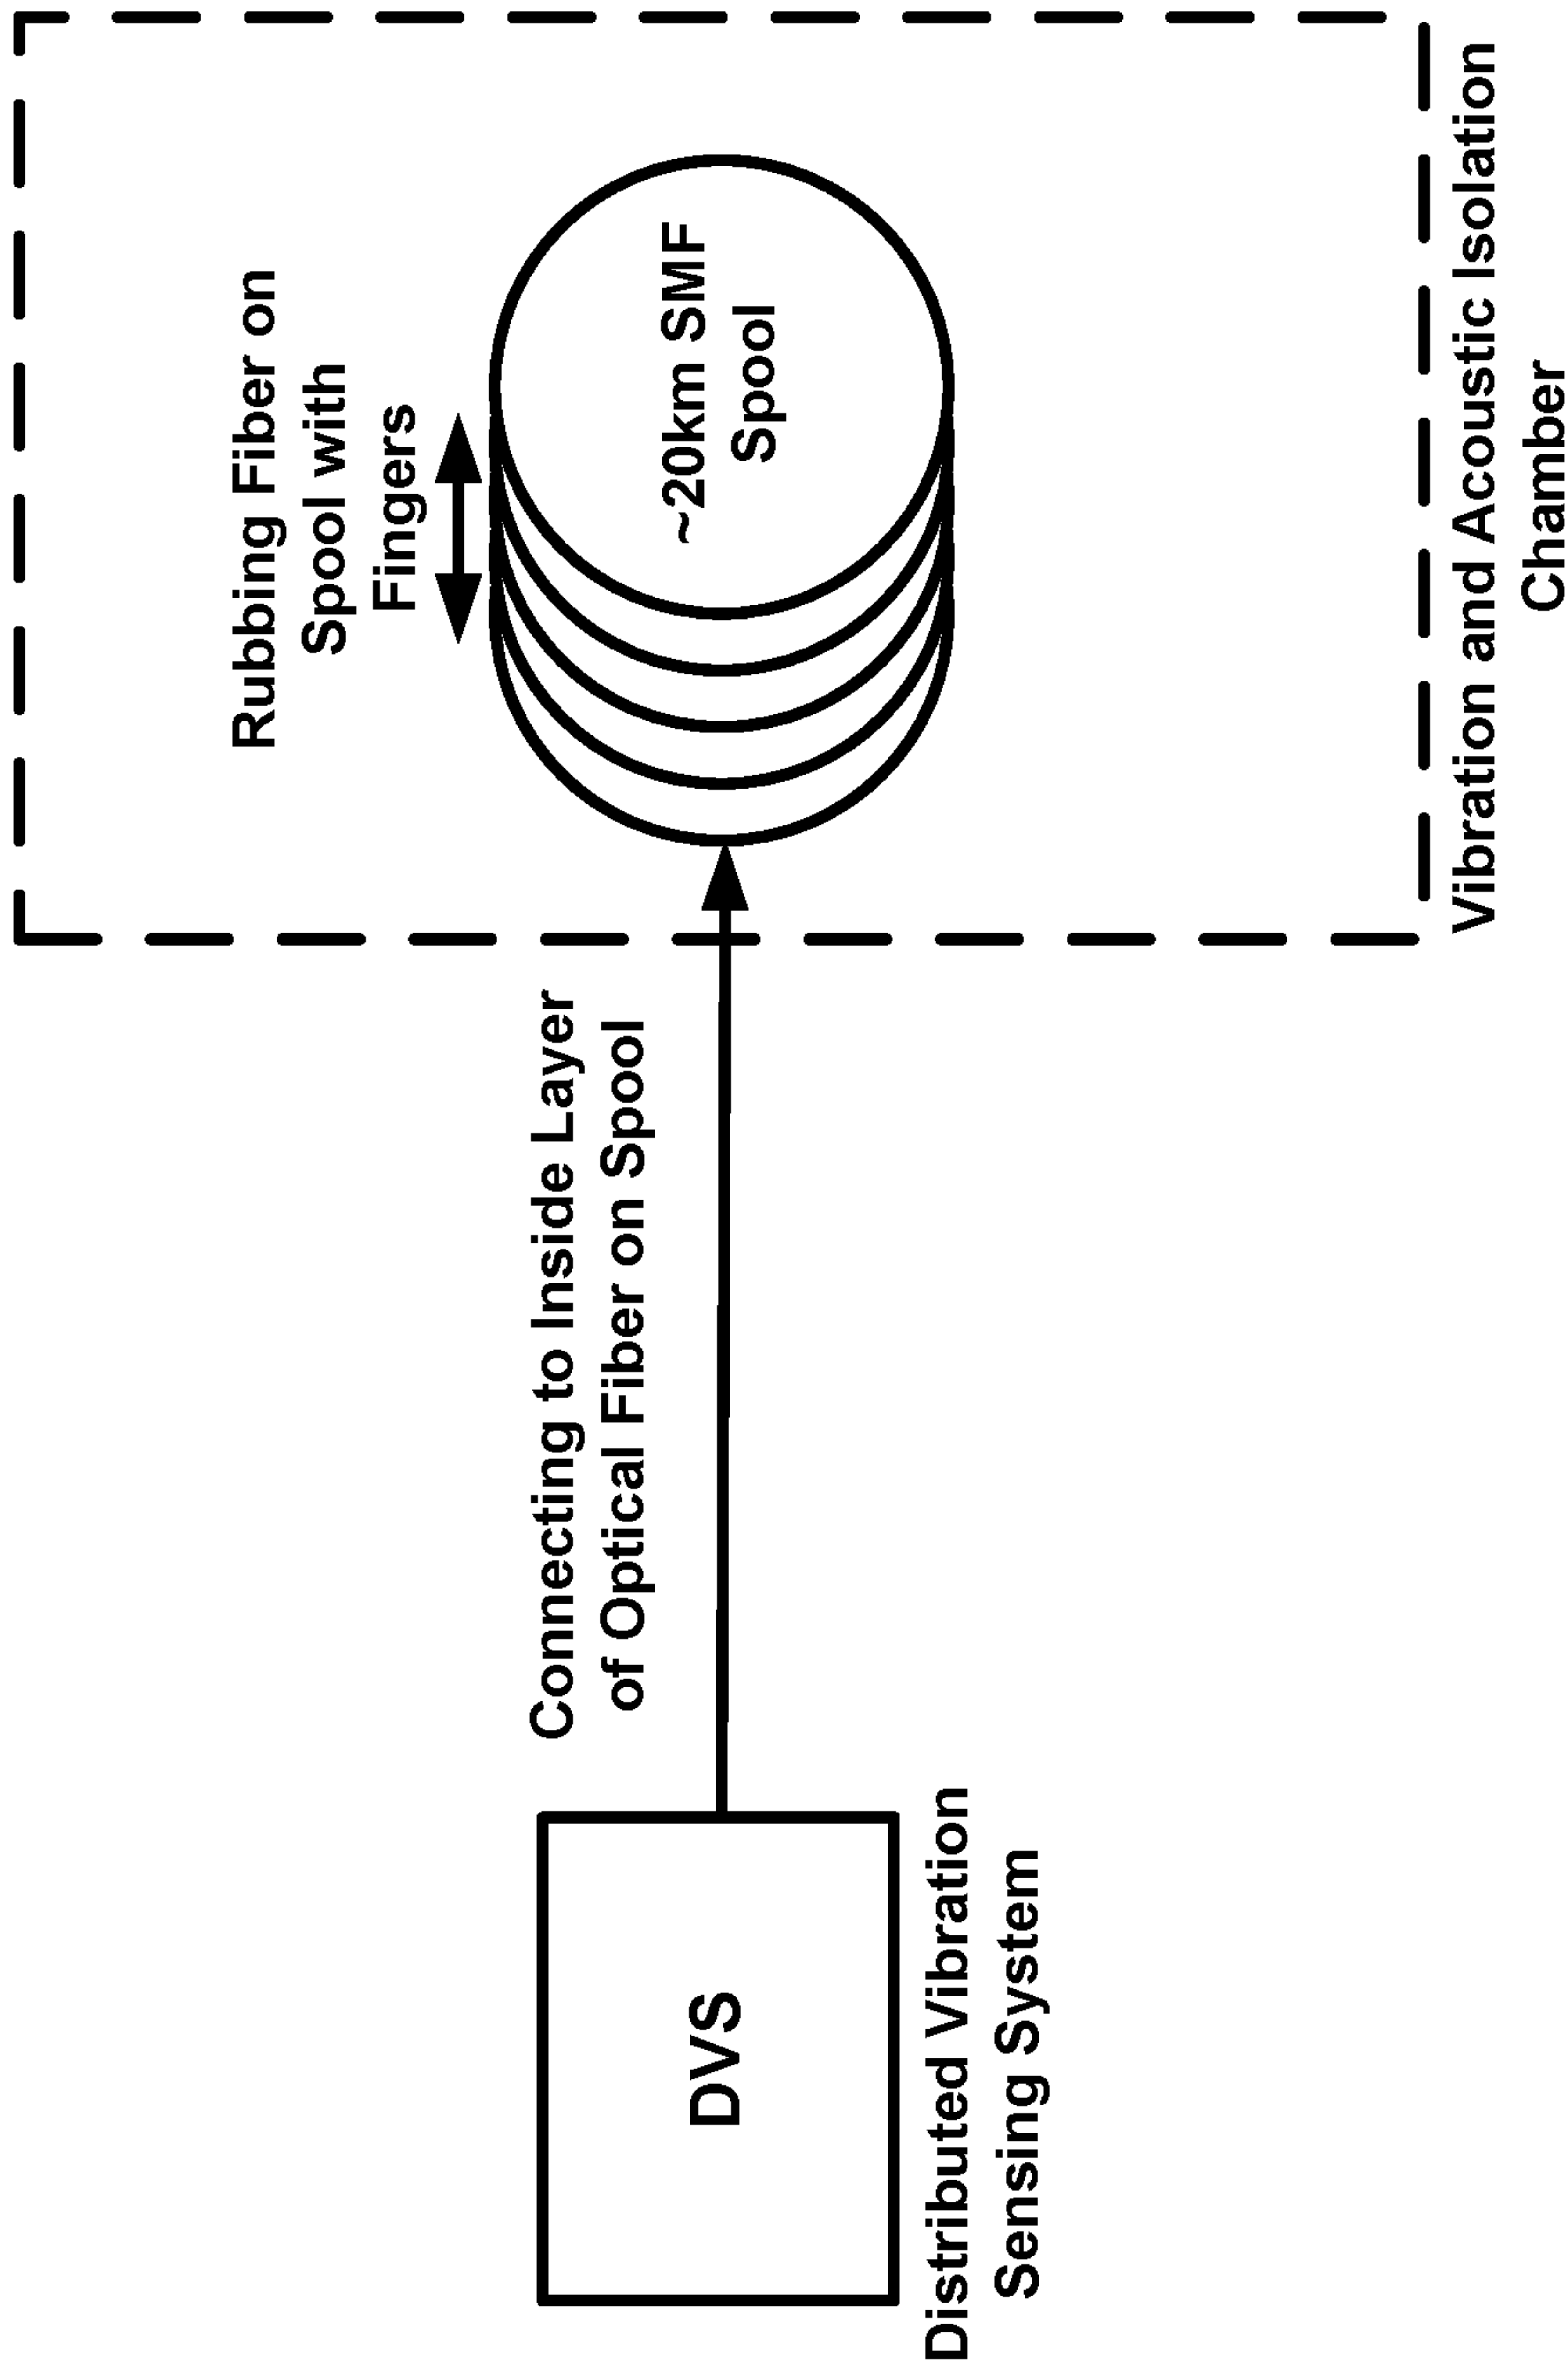 Rubbing Fiber on
Spool with
Fingers
Connecting to Inside Layer
of Optical Fiber on Spool
DVS
~20km SMF
Spool
Distributed Vibration
Sensing System
Vibration and Acoustic Isolation
Chamber